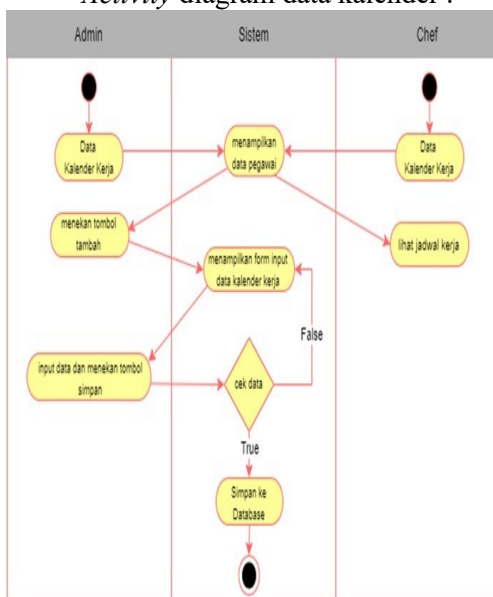 Activity diagram data kalender :
Admin
Sistem
Chef
Data
Kalender Kerja
menampilkan
data pegawai
Data
Kalender Kerja
menekan tombol
tambah
lihat jadwal kerja
menampilkan form input
data kalender kerja
False
input data dan menekan tombol
simpan
cek data
True
Simpan ke
Database